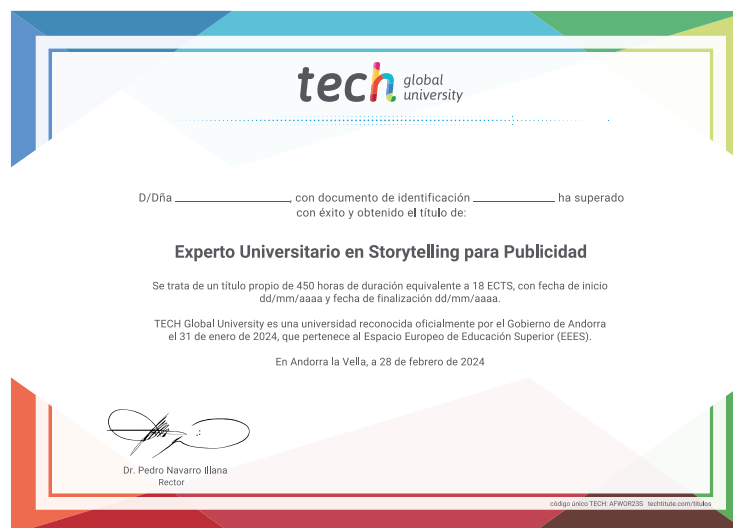 tech global
university
D/Dña ____________________, con documento de identificación ______________ ha superado
con éxito y obtenido el título de:
Experto Universitario en Storytelling para Publicidad
Se trata de un título propio de 450 horas de duración equivalente a 18 ECTS, con fecha de inicio
dd/mm/aaaa y fecha de finalización dd/mm/aaaa.
TECH Global University es una universidad reconocida oficialmente por el Gobierno de Andorra
el 31 de enero de 2024, que pertenece al Espacio Europeo de Educación Superior (EEES).
En Andorra la Vella, a 28 de febrero de 2024
Dr. Pedro Navarro Illana
Rector
código único TECH: AFWOR23S techtitute.com/titulos